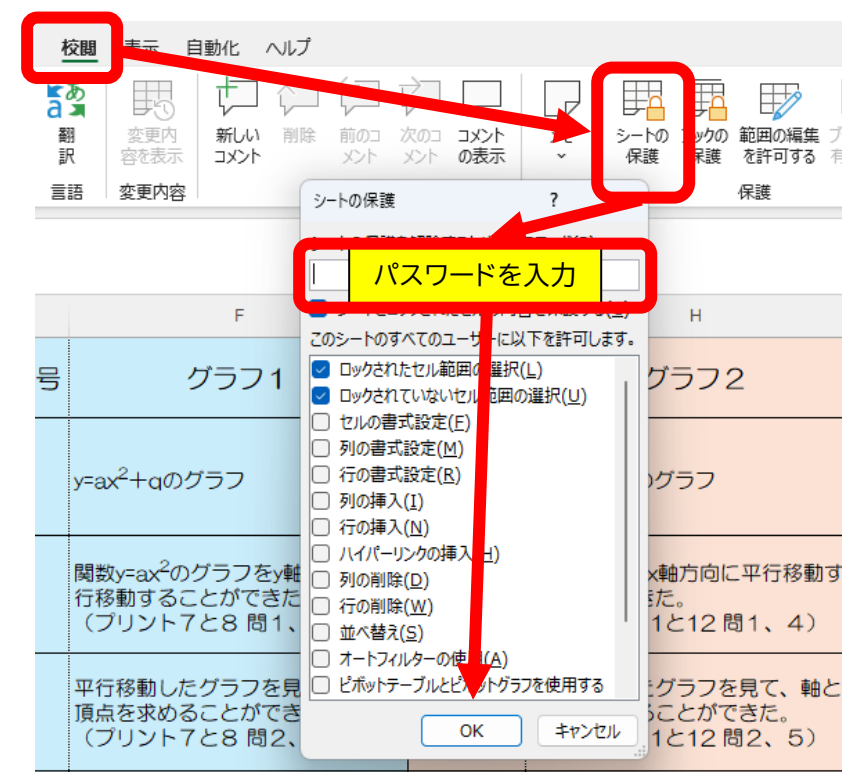 校閲 表示 自動化 ヘルプ
翻訳
変更内容を表示
新しいコメント
削除
前のコメント
次のコメント
コメントの表示
シートの保護
範囲の編集を許可する
言語
変更内容
保護
シートの保護 ?
パスワードを入力
F
H
このシートのすべてのユーザーに以下を許可します。
号
グラフ1
グラフ2
ロックされたセル範囲の選択(L)
ロックされていないセル範囲の選択(U)
セルの書式設定(F)
列の書式設定(M)
行の書式設定(R)
列の挿入(I)
行の挿入(N)
ハイパーリンクの挿入(H)
列の削除(D)
行の削除(W)
並べ替え(S)
オートフィルターの使用(A)
ピボットテーブルとピボットグラフを使用する
OK
キャンセル
y=ax²+qのグラフ
のグラフ
関数y=ax²のグラフをy軸
行移動することができた
(プリント7と8 問1、
x軸方向に平行移動す
きた。
1と12 問1、4)
平行移動したグラフを見
頂点を求めることができ
(プリント7と8 問2、
グラフを見て、軸と
ることができた。
1と12 問2、5)